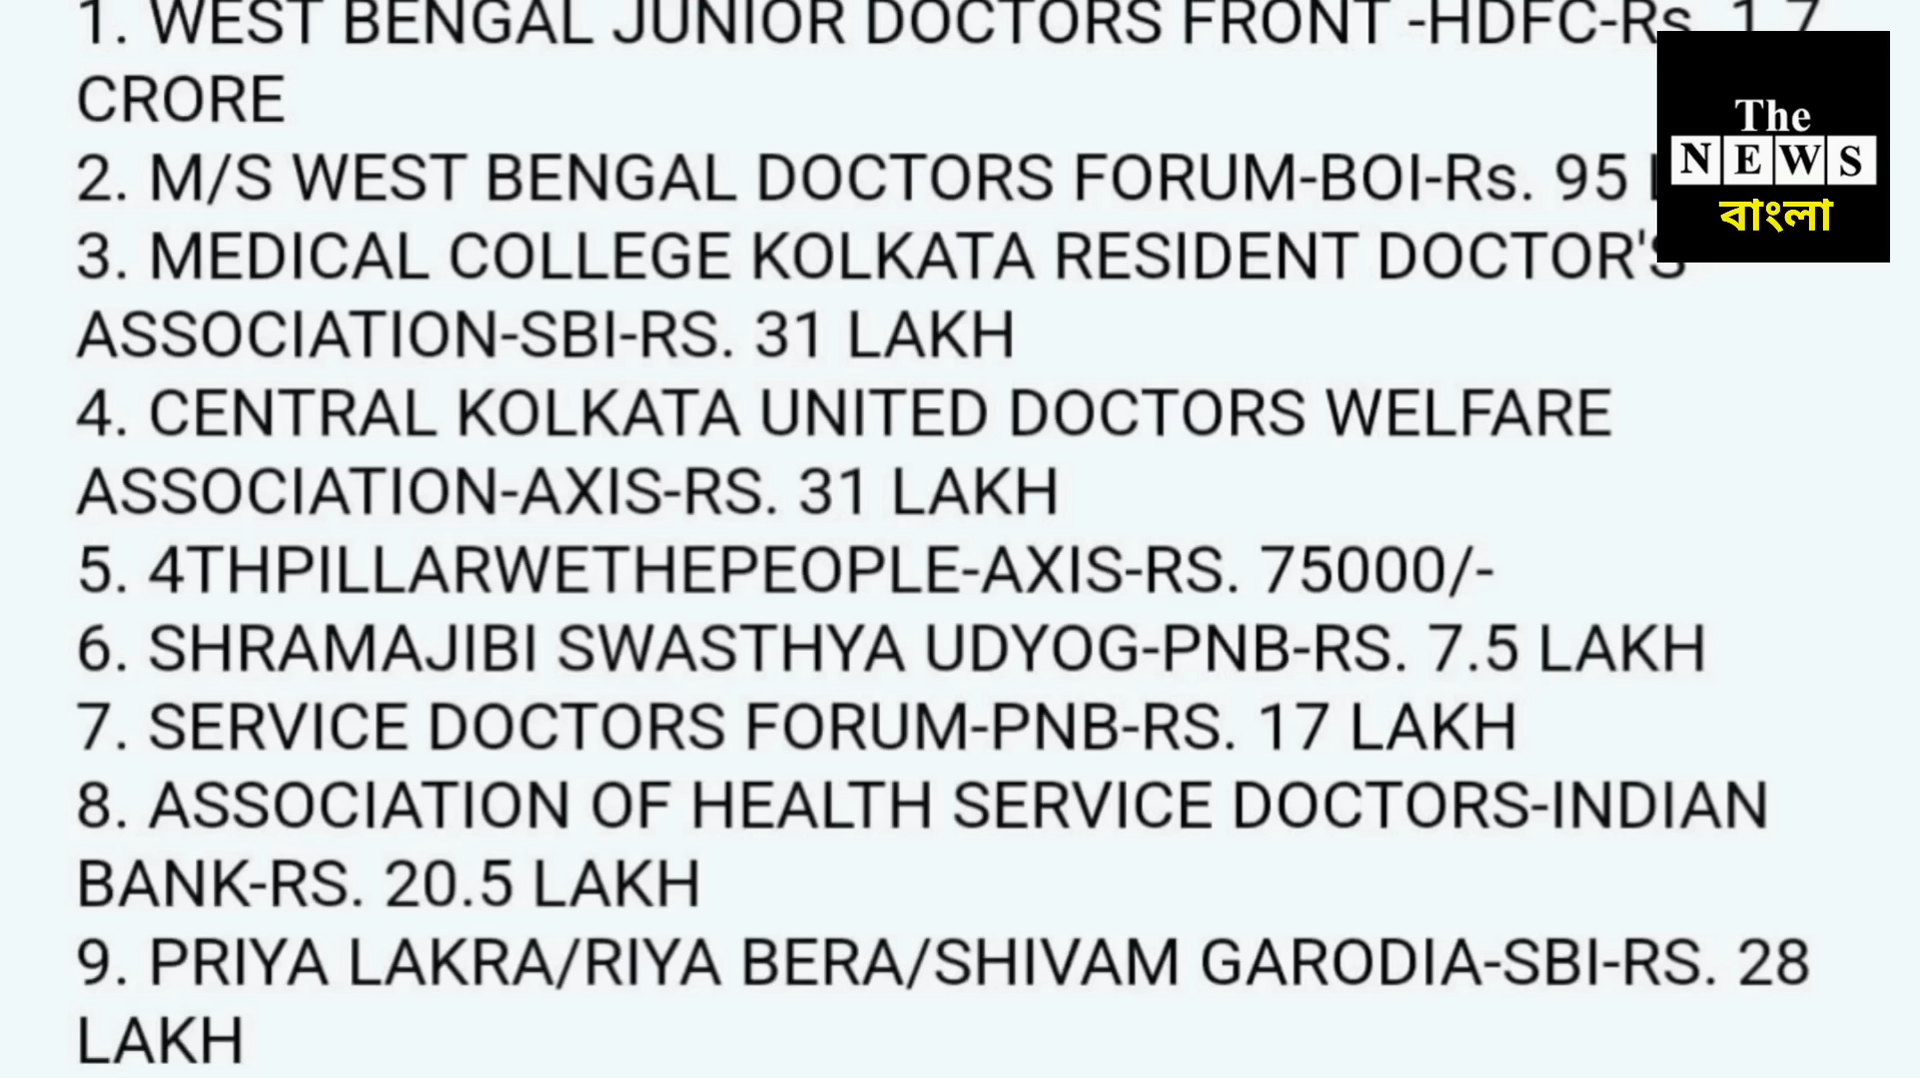 1. WEST BENGAL JUNIOR DOCTORS FRONT -HDFC-Rs. 1.7
CRORE
2. M/S WEST BENGAL DOCTORS FORUM-BOI-Rs. 95
3. MEDICAL COLLEGE KOLKATA RESIDENT DOCTOR'S
ASSOCIATION-SBI-RS. 31 LAKH
4. CENTRAL KOLKATA UNITED DOCTORS WELFARE
ASSOCIATION-AXIS-RS. 31 LAKH
5. 4THPILLARWETHEPEOPLE-AXIS-RS. 75000/-
6. SHRAMAJIBI SWASTHYA UDYOG-PNB-RS. 7.5 LAKH
7. SERVICE DOCTORS FORUM-PNB-RS. 17 LAKH
8. ASSOCIATION OF HEALTH SERVICE DOCTORS-INDIAN
BANK-RS. 20.5 LAKH
9. PRIYA LAKRA/RIYA BERA/SHIVAM GARODIA-SBI-RS. 28
LAKH
The
NEWS
বাংলা